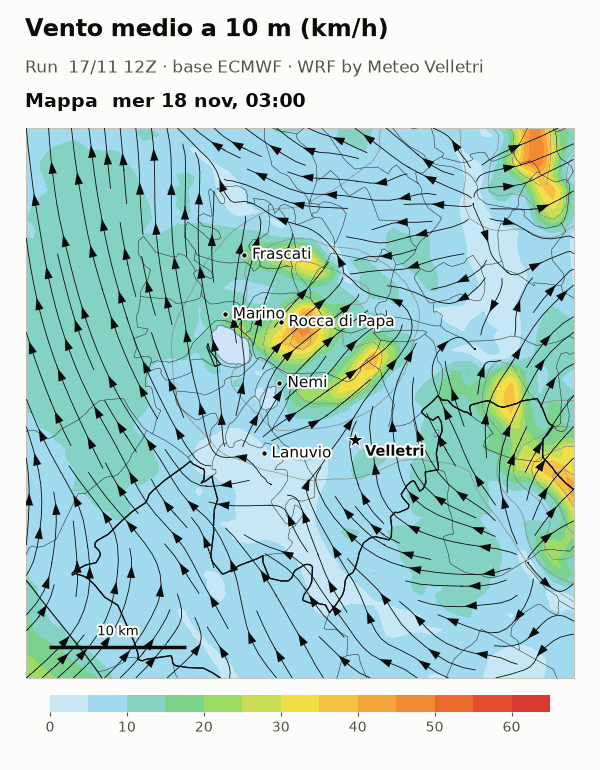 Vento medio a 10 m (km/h)
Run 17/11 12Z · base ECMWF · WRF by Meteo Velletri
Mappa mer 18 nov, 03:00
Frascati
Marino
Rocca di Papa
Nemi
Velletri
Lanuvio
10 km
0 10 20 30 40 50 60